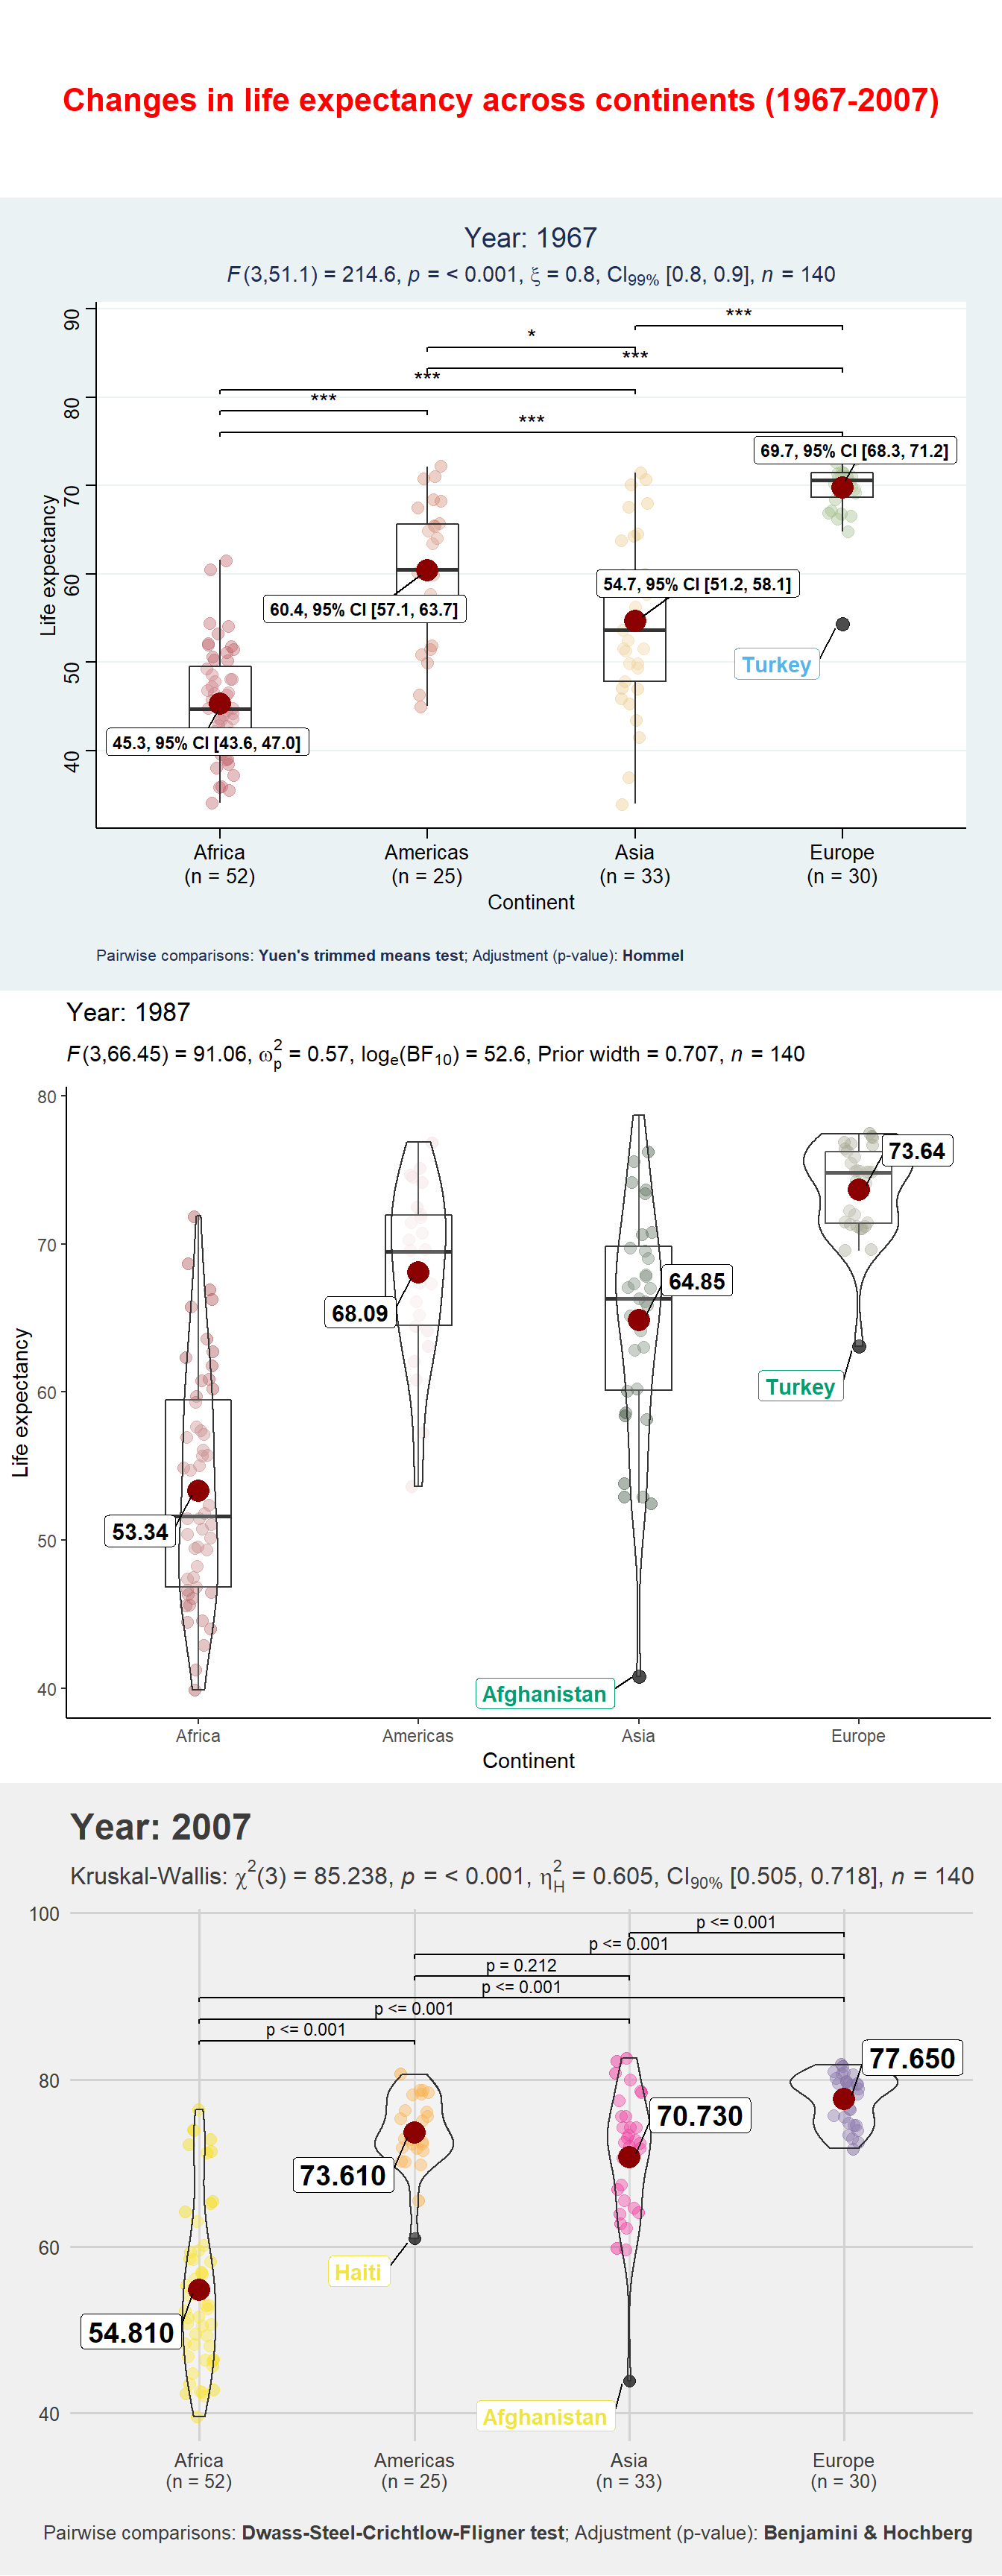 Changes in life expectancy across continents (1967-2007)
Year: 1967
F(3,51.1) = 214.6, p = < 0.001, ξ = 0.8, CI99% [0.8, 0.9], n = 140
90
80
70
60
50
40
Life expectancy
***
*
***
***
***
***
69.7, 95% CI [68.3, 71.2]
54.7, 95% CI [51.2, 58.1]
60.4, 95% CI [57.1, 63.7]
Turkey
45.3, 95% CI [43.6, 47.0]
Africa
(n = 52)
Americas
(n = 25)
Asia
(n = 33)
Europe
(n = 30)
Continent
Pairwise comparisons: Yuen's trimmed means test; Adjustment (p-value): Hommel
Year: 1987
F(3,66.45) = 91.06, ω²p = 0.57, loge(BF10) = 52.6, Prior width = 0.707, n = 140
80
70
60
50
40
Life expectancy
73.64
64.85
68.09
Turkey
53.34
Afghanistan
Africa
Americas
Asia
Europe
Continent
Year: 2007
Kruskal-Wallis: χ²(3) = 85.238, p = < 0.001, η²H = 0.605, CI90% [0.505, 0.718], n = 140
100
80
60
40
p <= 0.001
p <= 0.001
p = 0.212
p <= 0.001
p <= 0.001
p <= 0.001
77.650
70.730
73.610
Haiti
54.810
Afghanistan
Africa
(n = 52)
Americas
(n = 25)
Asia
(n = 33)
Europe
(n = 30)
Pairwise comparisons: Dwass-Steel-Crichtlow-Fligner test; Adjustment (p-value): Benjamini & Hochberg